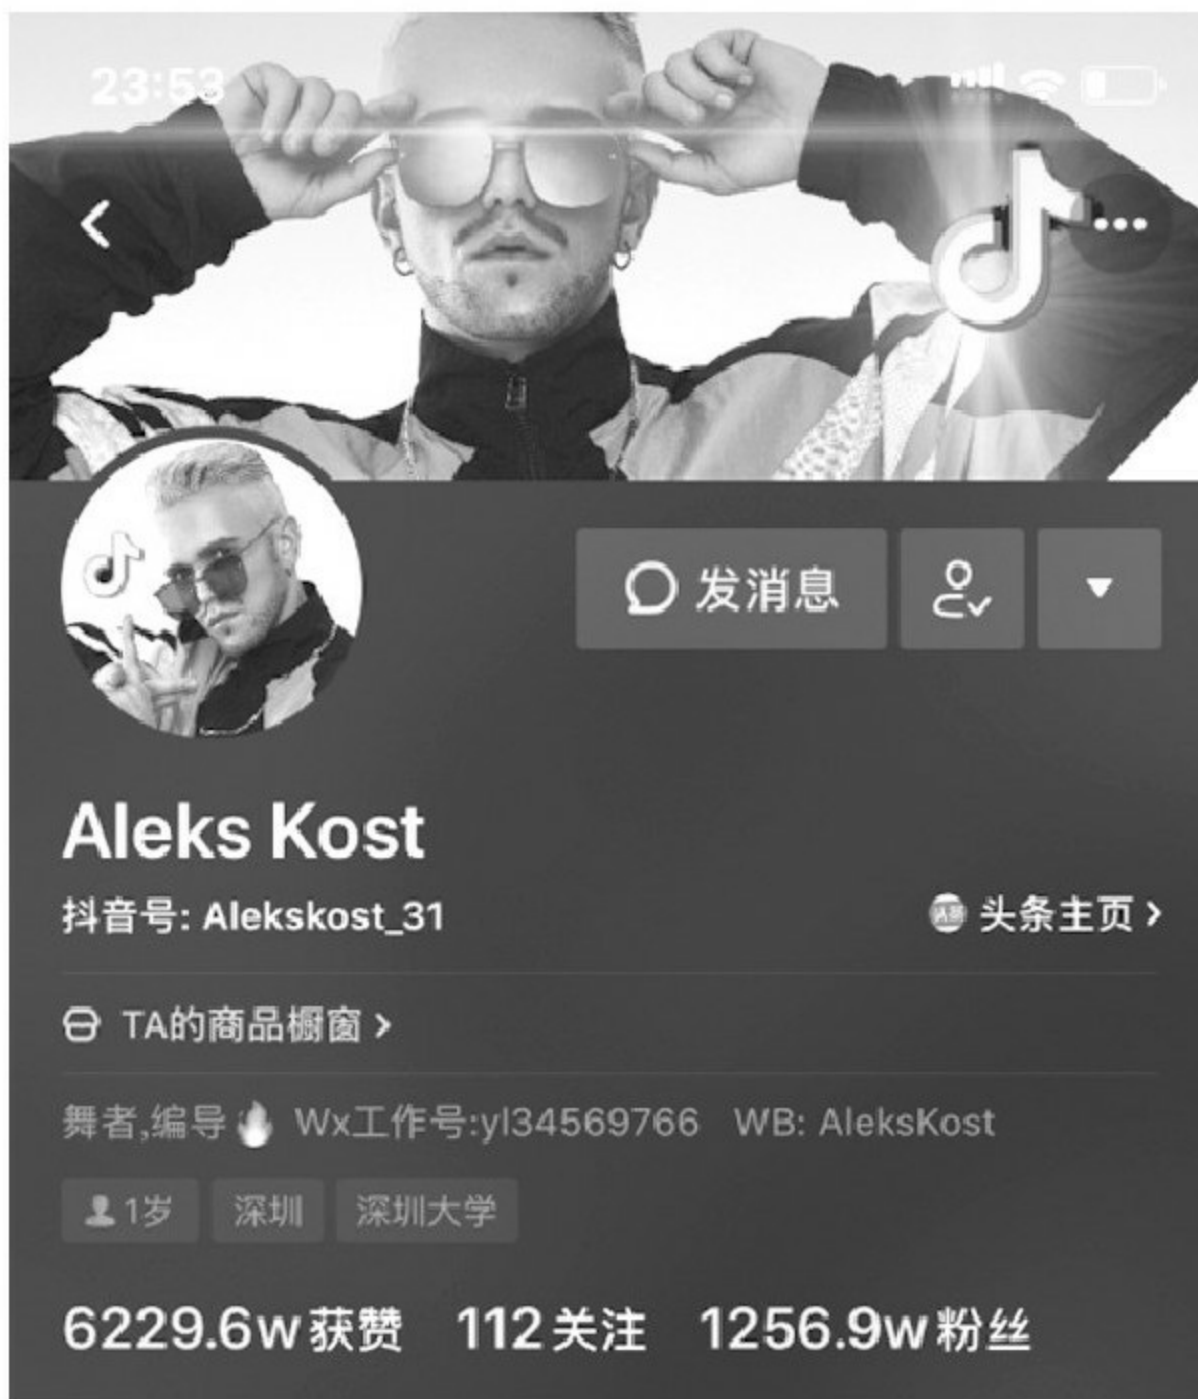 23:53
发消息
Aleks Kost
抖音号: Alekskost_31
头条主页
TA的商品橱窗
舞者,编导 Wx工作号:yl34569766 WB: AleksKost
1岁 深圳 深圳大学
6229.6w获赞 112关注 1256.9w粉丝